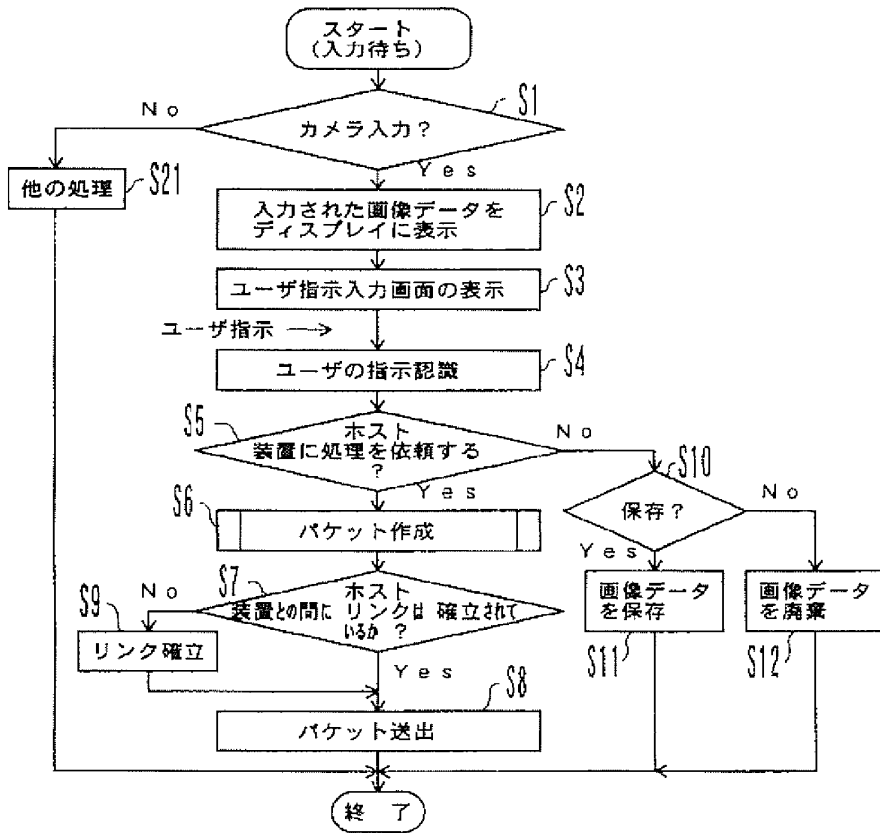 スタート
(入力待ち)
S1
No
カメラ入力?
Yes
他の処理
S21
入力された画像データを
ディスプレイに表示
S2
ユーザ指示入力画面の表示
S3
ユーザ指示 →
ユーザの指示認識
S4
S5
ホスト
装置に処理を依頼する
?
No
Yes
S10
保存?
No
Yes
S6
パケット作成
S7
No
ホスト
装置との間に リンクは 確立されて
いるか ?
S9
リンク確立
Yes
画像データ
を保存
S11
画像データ
を廃棄
S12
S8
パケット送出
終 了